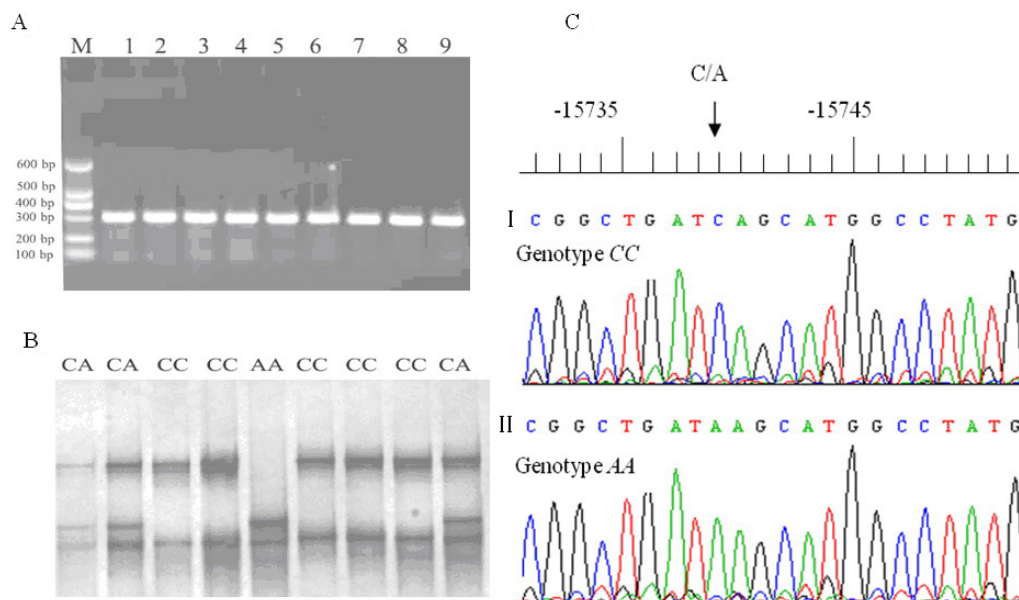 A
M 1 2 3 4 5 6 7 8 9
600 bp
500 bp
400 bp
300 bp
200 bp
100 bp
B
CA CA CC CC AA CC CC CC CA
C
C/A
-15735 -15745
I C G G C T G A T C A G C A T G G C C T A T G
Genotype CC
II C G G C T G A T A A G C A T G G C C T A T G
Genotype AA